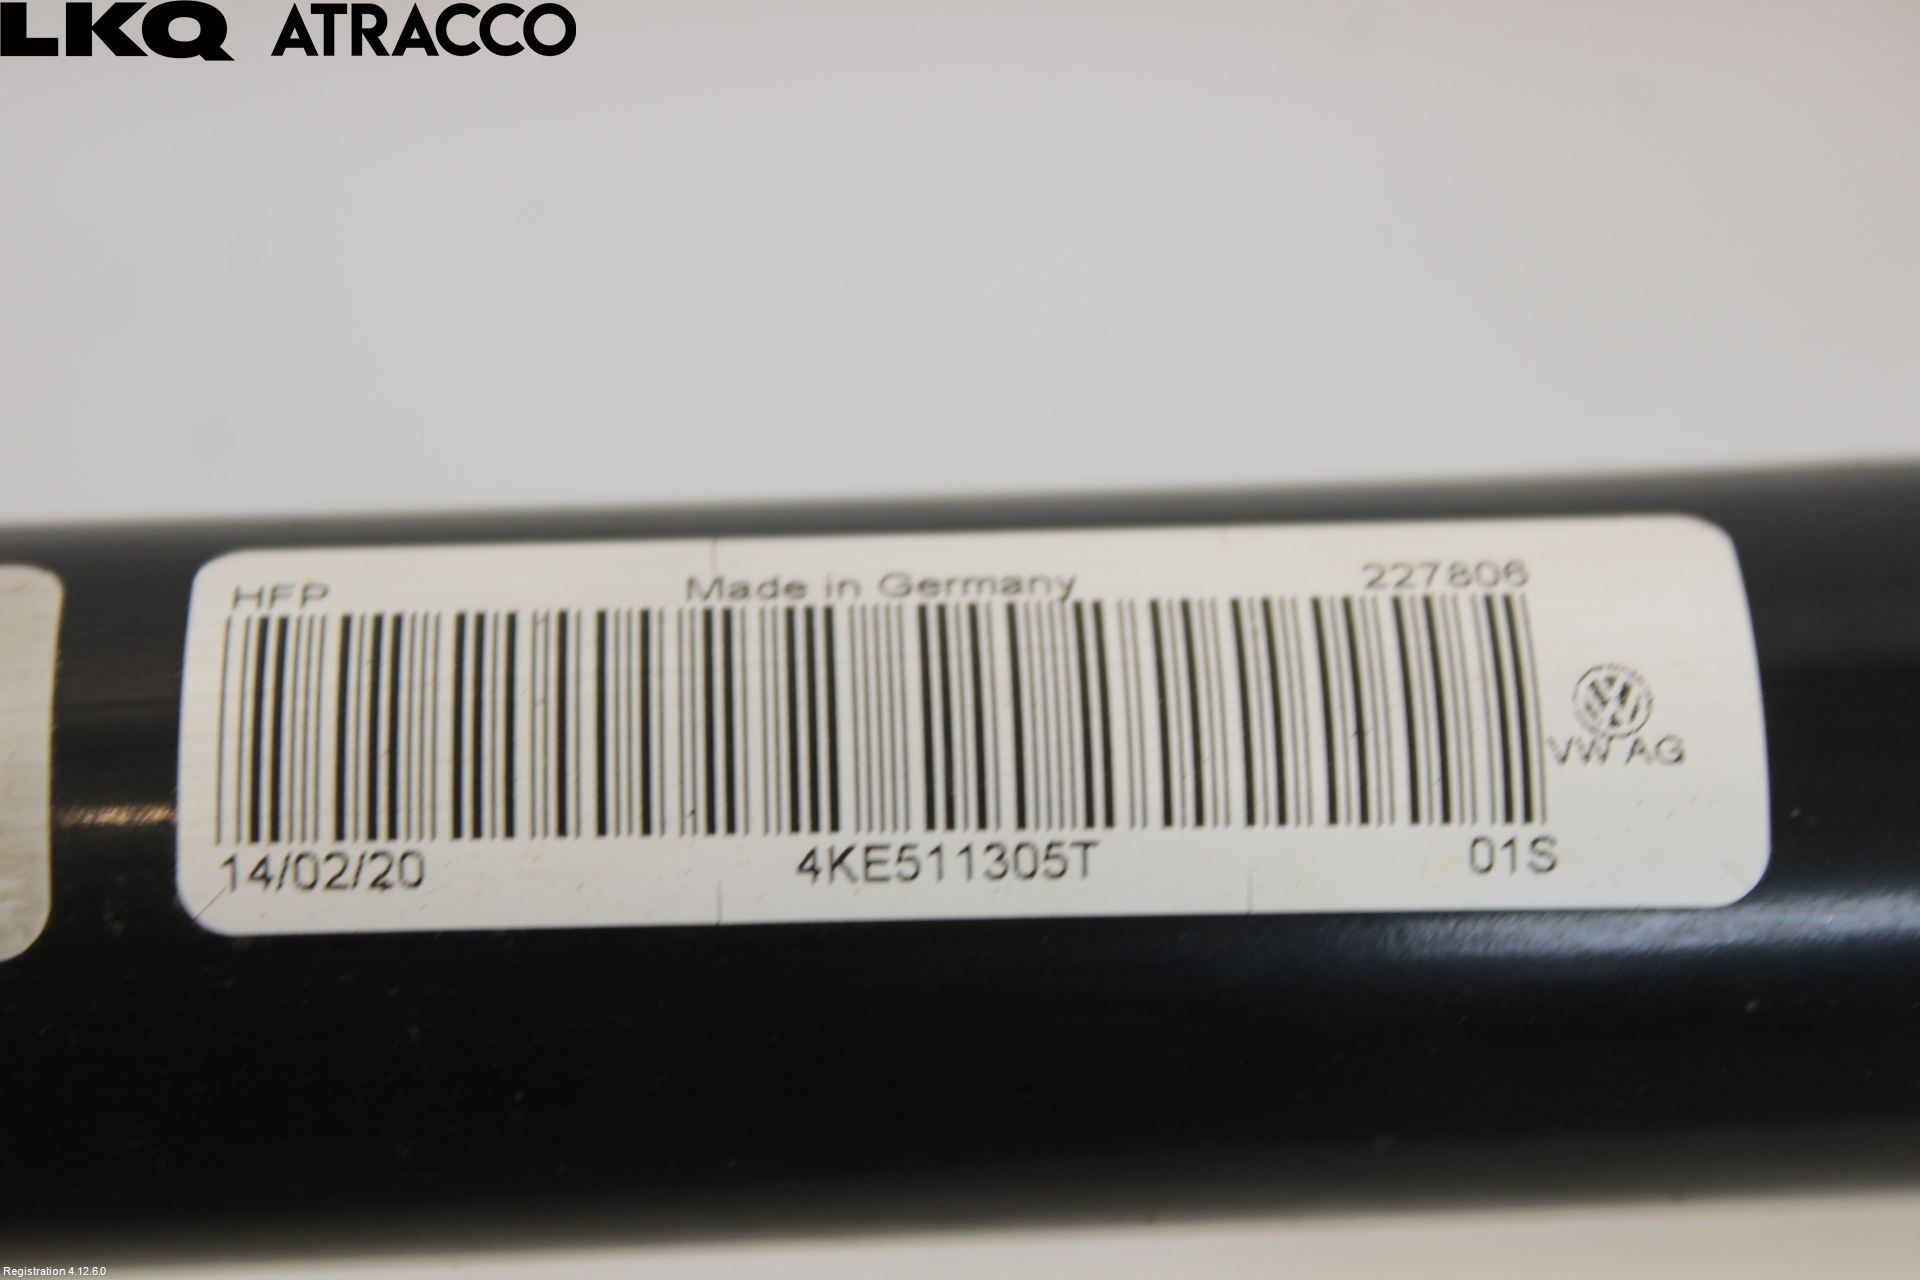 LKQ ATRACCO
HFP Made in Germany 227806
VW AG
14/02/20 4KE511305T 01S
Registration 4.12.6.0